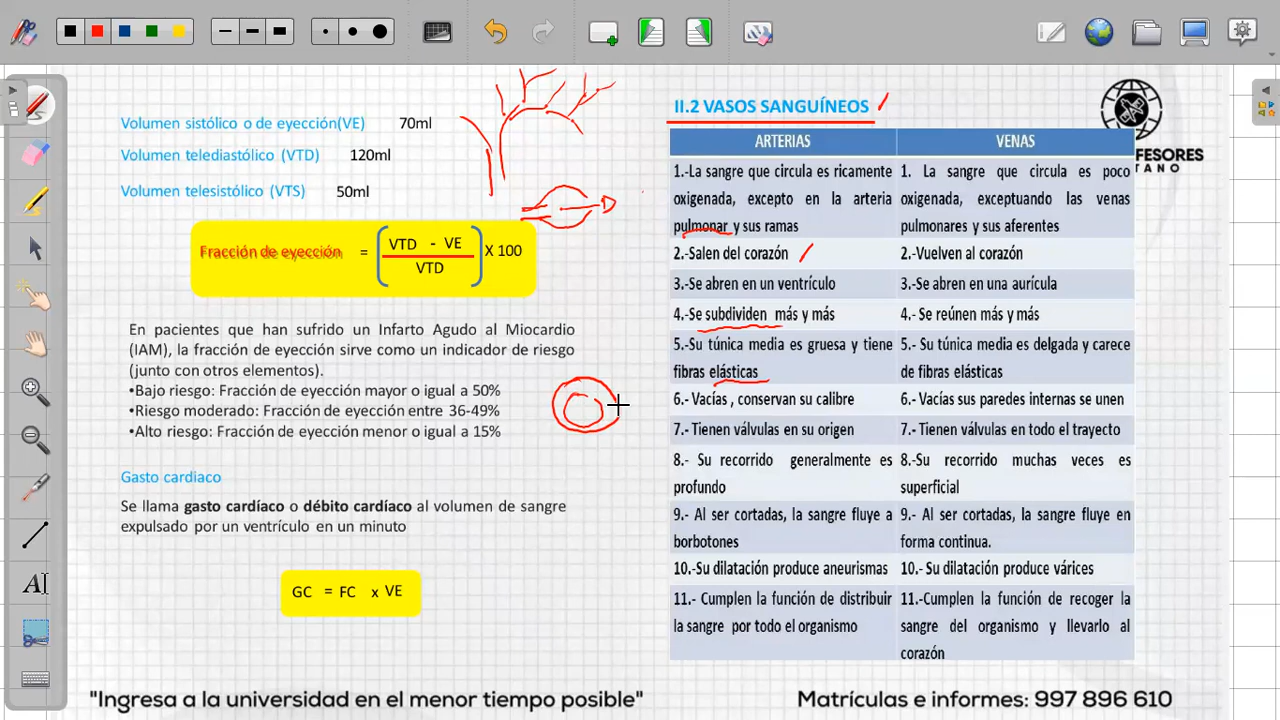 Volumen sistólico o de eyección(VE) 70ml
Volumen telediastólico (VTD) 120ml
Volumen telesistólico (VTS) 50ml
Fracción de eyección = VTD - VE X 100
VTD
En pacientes que han sufrido un Infarto Agudo al Miocardio
(IAM), la fracción de eyección sirve como un indicador de riesgo
(junto con otros elementos).
•Bajo riesgo: Fracción de eyección mayor o igual a 50%
•Riesgo moderado: Fracción de eyección entre 36-49%
•Alto riesgo: Fracción de eyección menor o igual a 15%
Gasto cardiaco
Se llama gasto cardíaco o débito cardíaco al volumen de sangre
expulsado por un ventrículo en un minuto
GC = FC x VE
II.2 VASOS SANGUÍNEOS
ARTERIAS
1.-La sangre que circula es ricamente
oxigenada, excepto en la arteria
pulmonar y sus ramas
2.-Salen del corazón
3.-Se abren en un ventrículo
4.-Se subdividen más y más
5.-Su túnica media es gruesa y tiene
fibras elásticas
6.- Vacías , conservan su calibre
7.- Tienen válvulas en su origen
8.- Su recorrido generalmente es
profundo
9.- Al ser cortadas, la sangre fluye a
borbotones
10.-Su dilatación produce aneurismas
11.- Cumplen la función de distribuir
la sangre por todo el organismo
VENAS
1. La sangre que circula es poco
oxigenada, exceptuando las venas
pulmonares y sus aferentes
2.-Vuelven al corazón
3.-Se abren en una aurícula
4.- Se reúnen más y más
5.- Su túnica media es delgada y carece
de fibras elásticas
6.- Vacías sus paredes internas se unen
7.- Tienen válvulas en todo el trayecto
8.-Su recorrido muchas veces es
superficial
9.- Al ser cortadas, la sangre fluye en
forma continua.
10.- Su dilatación produce várices
11.-Cumplen la función de recoger la
sangre del organismo y llevarlo al
corazón
"Ingresa a la universidad en el menor tiempo posible"
Matrículas e informes: 997 896 610